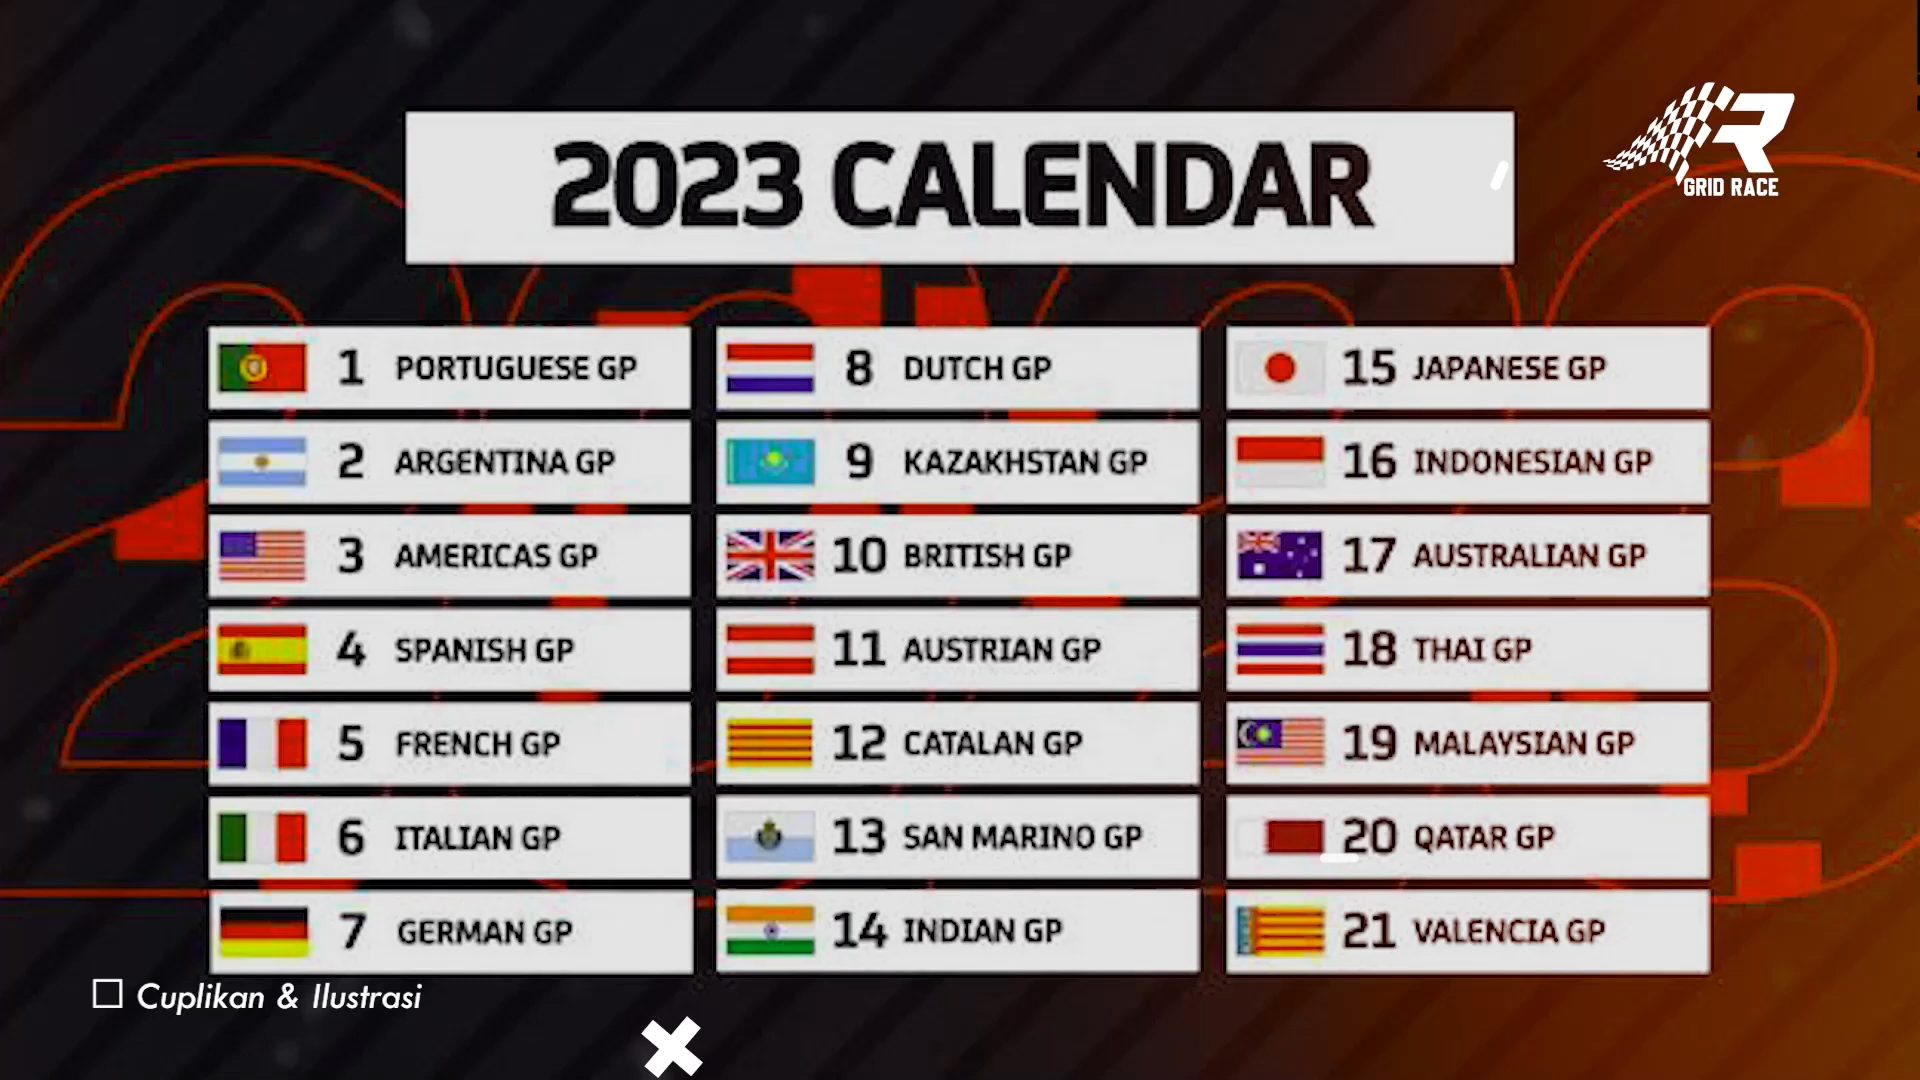 2023 CALENDAR
R
GRID RACE
1 PORTUGUESE GP
2 ARGENTINA GP
3 AMERICAS GP
4 SPANISH GP
5 FRENCH GP
6 ITALIAN GP
7 GERMAN GP
8 DUTCH GP
9 KAZAKHSTAN GP
10 BRITISH GP
11 AUSTRIAN GP
12 CATALAN GP
13 SAN MARINO GP
14 INDIAN GP
15 JAPANESE GP
16 INDONESIAN GP
17 AUSTRALIAN GP
18 THAI GP
19 MALAYSIAN GP
20 QATAR GP
21 VALENCIA GP
Cuplikan & Ilustrasi